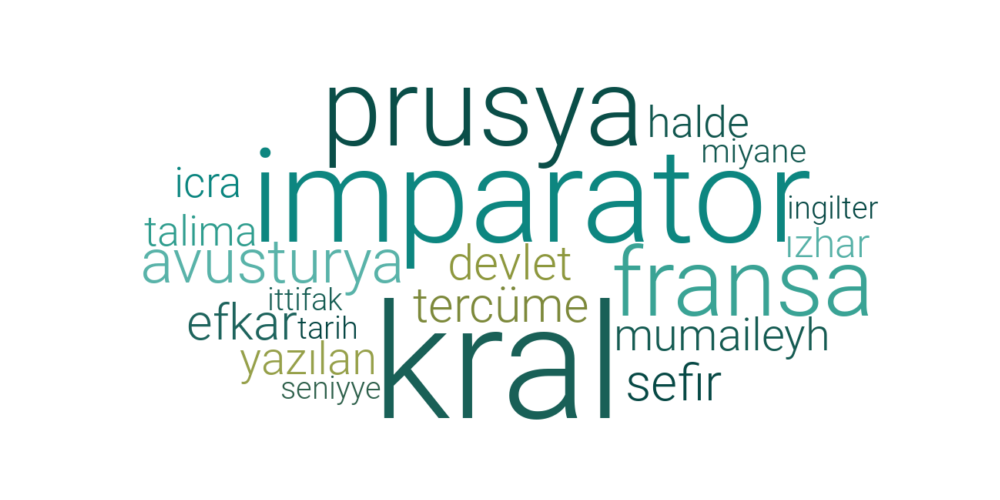 prusya
halde
miyane
imparator
icra
ingilter
talima
ızhar
avusturya
devlet
fransa
ittifak
tercüme
efkar
tarih
kral
mumaileyh
yazılan
seniyye
sefir